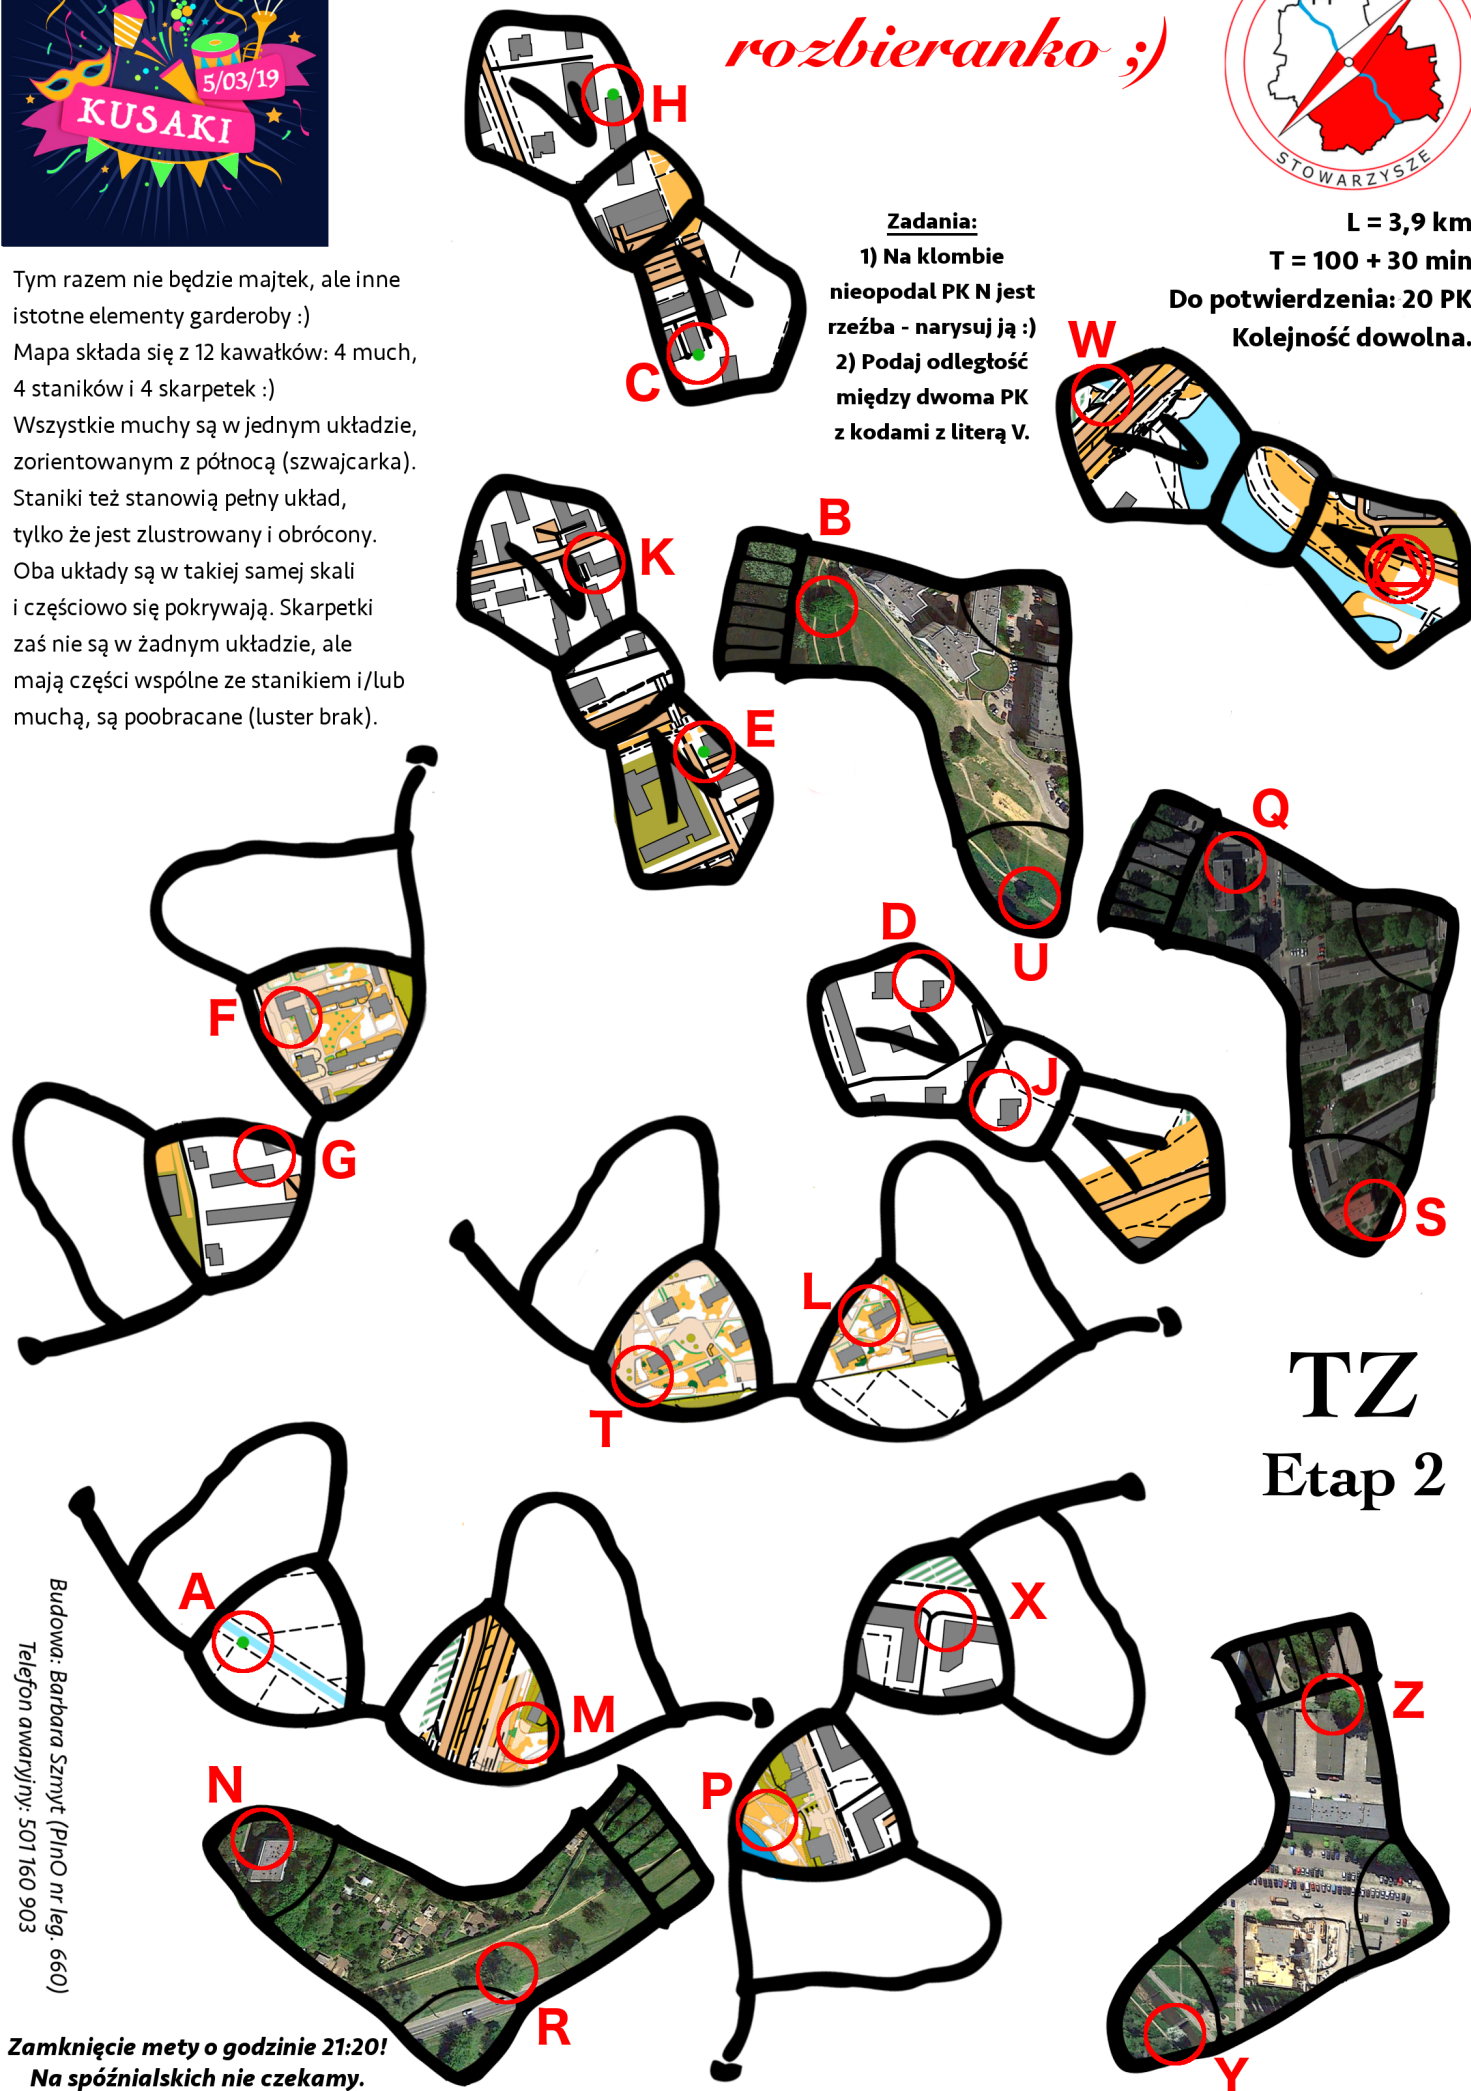 5/03/19
KUSAKI
rozbieranko ;)
STOWARZYSZE
Tym razem nie będzie majtek, ale inne
istotne elementy garderoby :)
Mapa składa się z 12 kawałków: 4 much,
4 staników i 4 skarpetek :)
Wszystkie muchy są w jednym układzie,
zorientowanym z północą (szwajcarka).
Staniki też stanowią pełny układ,
tylko że jest zlustrowany i obrócony.
Oba układy są w takiej samej skali
i częściowo się pokrywają. Skarpetki
zaś nie są w żadnym układzie, ale
mają części wspólne ze stanikiem i/lub
muchą, są poobracane (luster brak).
Zadania:
1) Na klombie
nieopodal PK N jest
rzeźba - narysuj ją :)
2) Podaj odległość
między dwoma PK
z kodami z literą V.
L = 3,9 km
T = 100 + 30 min
Do potwierdzenia: 20 PK
Kolejność dowolna.
H
C
W
K
B
E
Q
D
U
F
J
G
S
L
T
A
X
M
Z
N
P
R
Y
TZ
Etap 2
Budowa: Barbara Szmyt (PInO nr leg. 660)
Telefon awaryjny: 501 160 903
Zamknięcie mety o godzinie 21:20!
Na spóźnialskich nie czekamy.